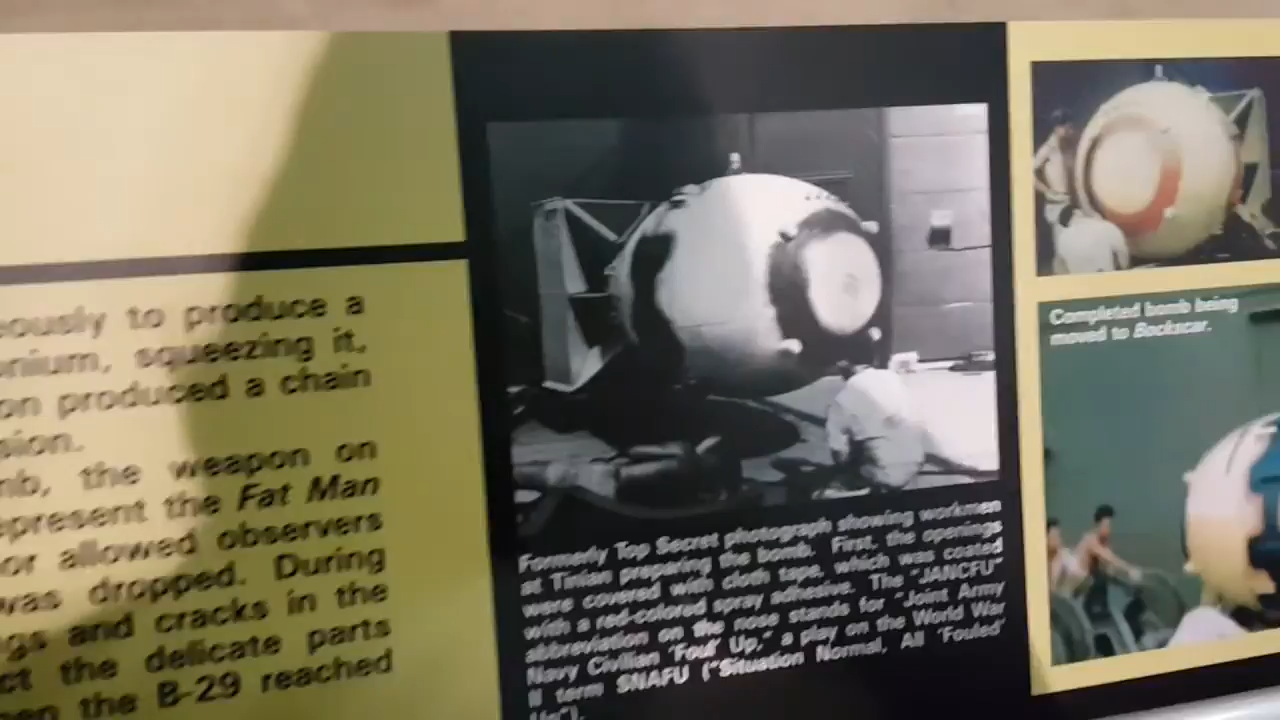 eously to produce a
onium, squeezing it,
on produced a chain
sion.
mb, the weapon on
epresent the Fat Man
or allowed observers
was dropped. During
gs and cracks in the
ct the delicate parts
en the B-29 reached
Formerly Top Secret photograph showing workmen
at Tinian preparing the bomb. First, the openings
were covered with cloth tape, which was coated
with a red-colored spray adhesive. The "JANCFU"
abbreviation on the nose stands for "Joint Army
Navy Civilian 'Foul' Up," a play on the World War
II term SNAFU ("Situation Normal, All 'Fouled'
Up").
Completed bomb being
moved to Bockscar.